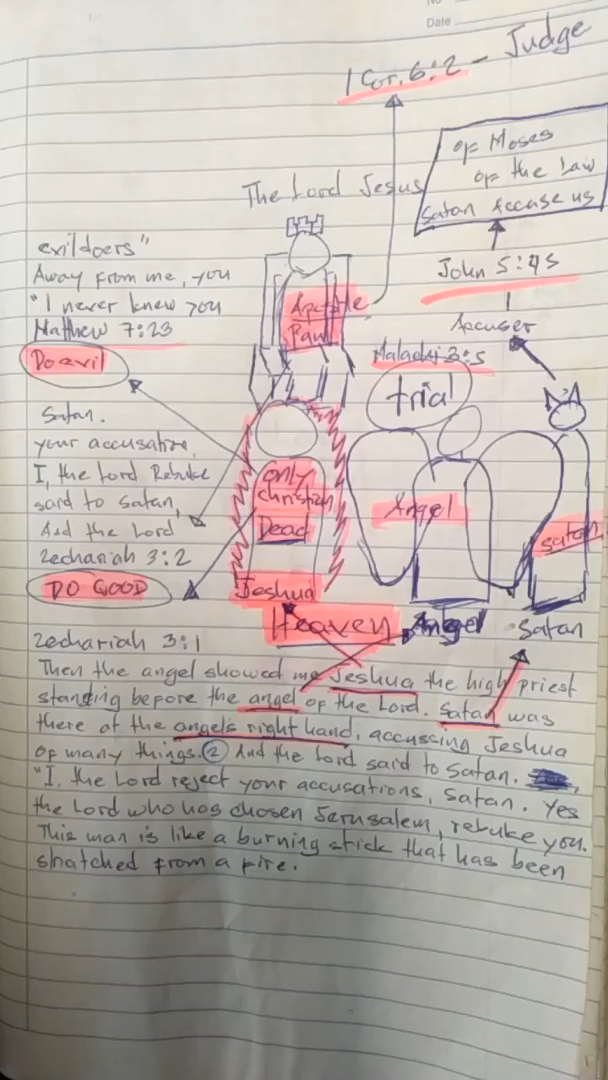 No
Date
1 Cor. 6:2 - Judge
of Moses
of the Law
Satan Accuse us
The Lord Jesus
evildoers"
Away from me, you
"I never knew you
Matthew 7:23
Do evil
John 5:45
Accuser
Apostle
Paul
Malachi 3:5
trial
Satan.
your accusation,
I, the Lord Rebuke
said to Satan,
And the Lord
Zechariah 3:2
DO GOOD
only
christian
Dead
Jeshua
Angel
Satan
Heaven
Angel
Satan
Zechariah 3:1
Then the angel showed me Jeshua the high priest
standing before the angel of the Lord. Satan was
there at the angel's right hand, accussing Jeshua
of many things. 2 And the Lord said to Satan.
"I, the Lord reject your accusations, Satan. Yes
the Lord who has chosen Jerusalem, rebuke you.
This man is like a burning stick that has been
snatched from a fire.